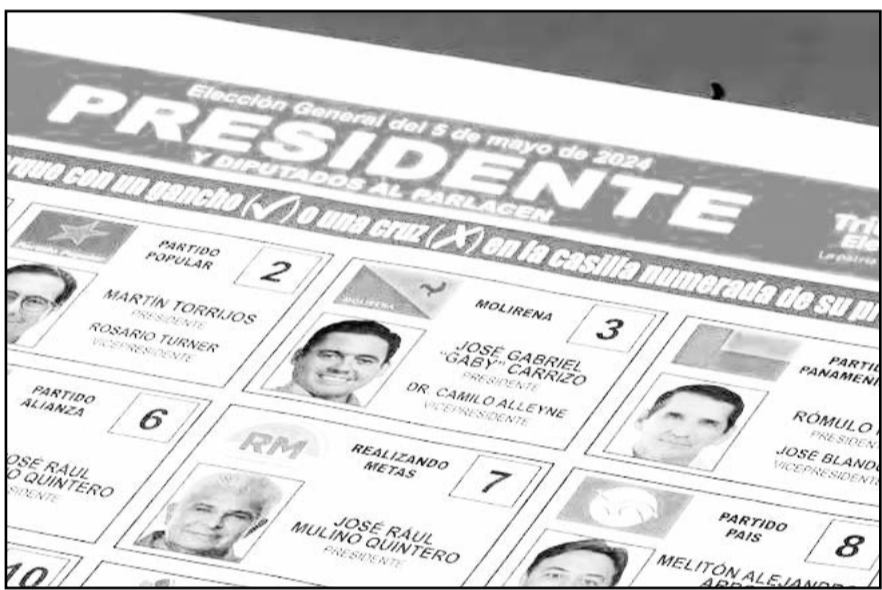 Elección General del 5 de mayo de 2024
PRESIDENTE
Y DIPUTADOS AL PARLACEN
con un gancho (✓) o una cruz (X) en la casilla numerada de su
PARTIDO
POPULAR
2
MARTÍN TORRIJOS
PRESIDENTE
ROSARIO TURNER
VICEPRESIDENTE
MOLIRENA
MOLIRENA
3
JOSÉ GABRIEL
"GABY" CARRIZO
PRESIDENTE
DR. CAMILO ALLEYNE
VICEPRESIDENTE
RÓMULO
JOSÉ
VICEPRESIDENTE
PARTIDO
ALIANZA
6
RAÚL
QUINTERO
RM
REALIZANDO
METAS
7
JOSÉ RAÚL
MULINO QUINTERO
PRESIDENTE
PARTIDO
PAIS
8
MELITÓN
10